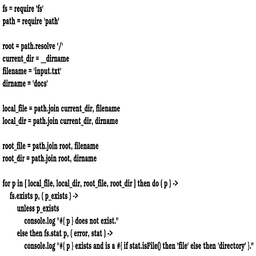 fs = require 'fs'
path = require 'path'

root = path.resolve '/'
current_dir = __dirname
filename = 'input.txt'
dirname = 'docs'

local_file = path.join current_dir, filename
local_dir = path.join current_dir, dirname

root_file = path.join root, filename
root_dir = path.join root, dirname

for p in [ local_file, local_dir, root_file, root_dir ] then do ( p ) ->
    fs.exists p, ( p_exists ) ->
        unless p_exists
            console.log "#{ p } does not exist."
        else then fs.stat p, ( error, stat ) ->
            console.log "#{ p } exists and is a #{ if stat.isFile() then 'file' else then 'directory' }."